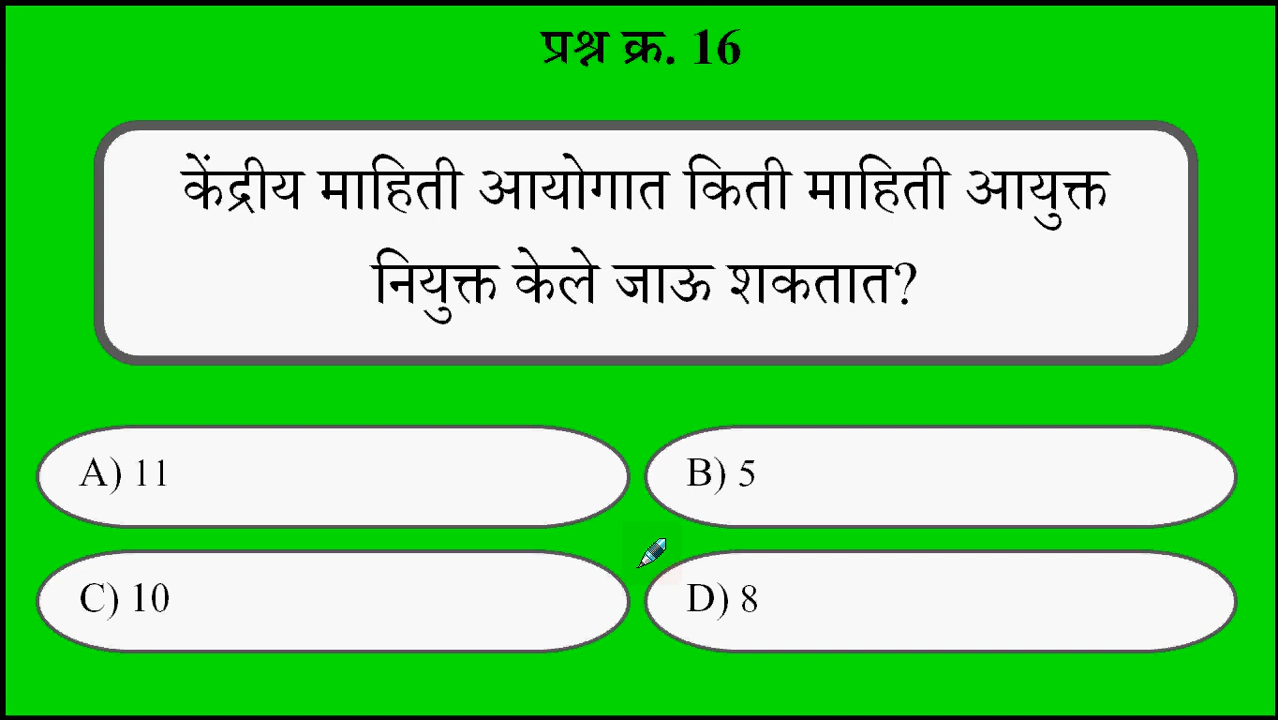 प्रश्न क्र. 16
केंद्रीय माहिती आयोगात किती माहिती आयुक्त
नियुक्त केले जाऊ शकतात?
A) 11
B) 5
C) 10
D) 8